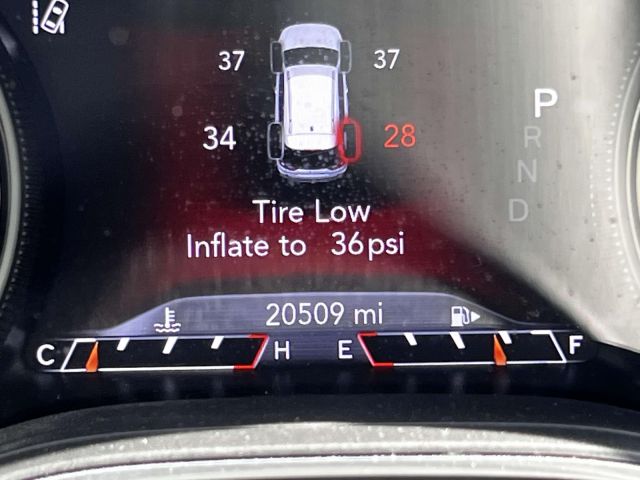 37 37
P
34 28 R
N
D
Tire Low
Inflate to 36psi
20509 mi
C H E F